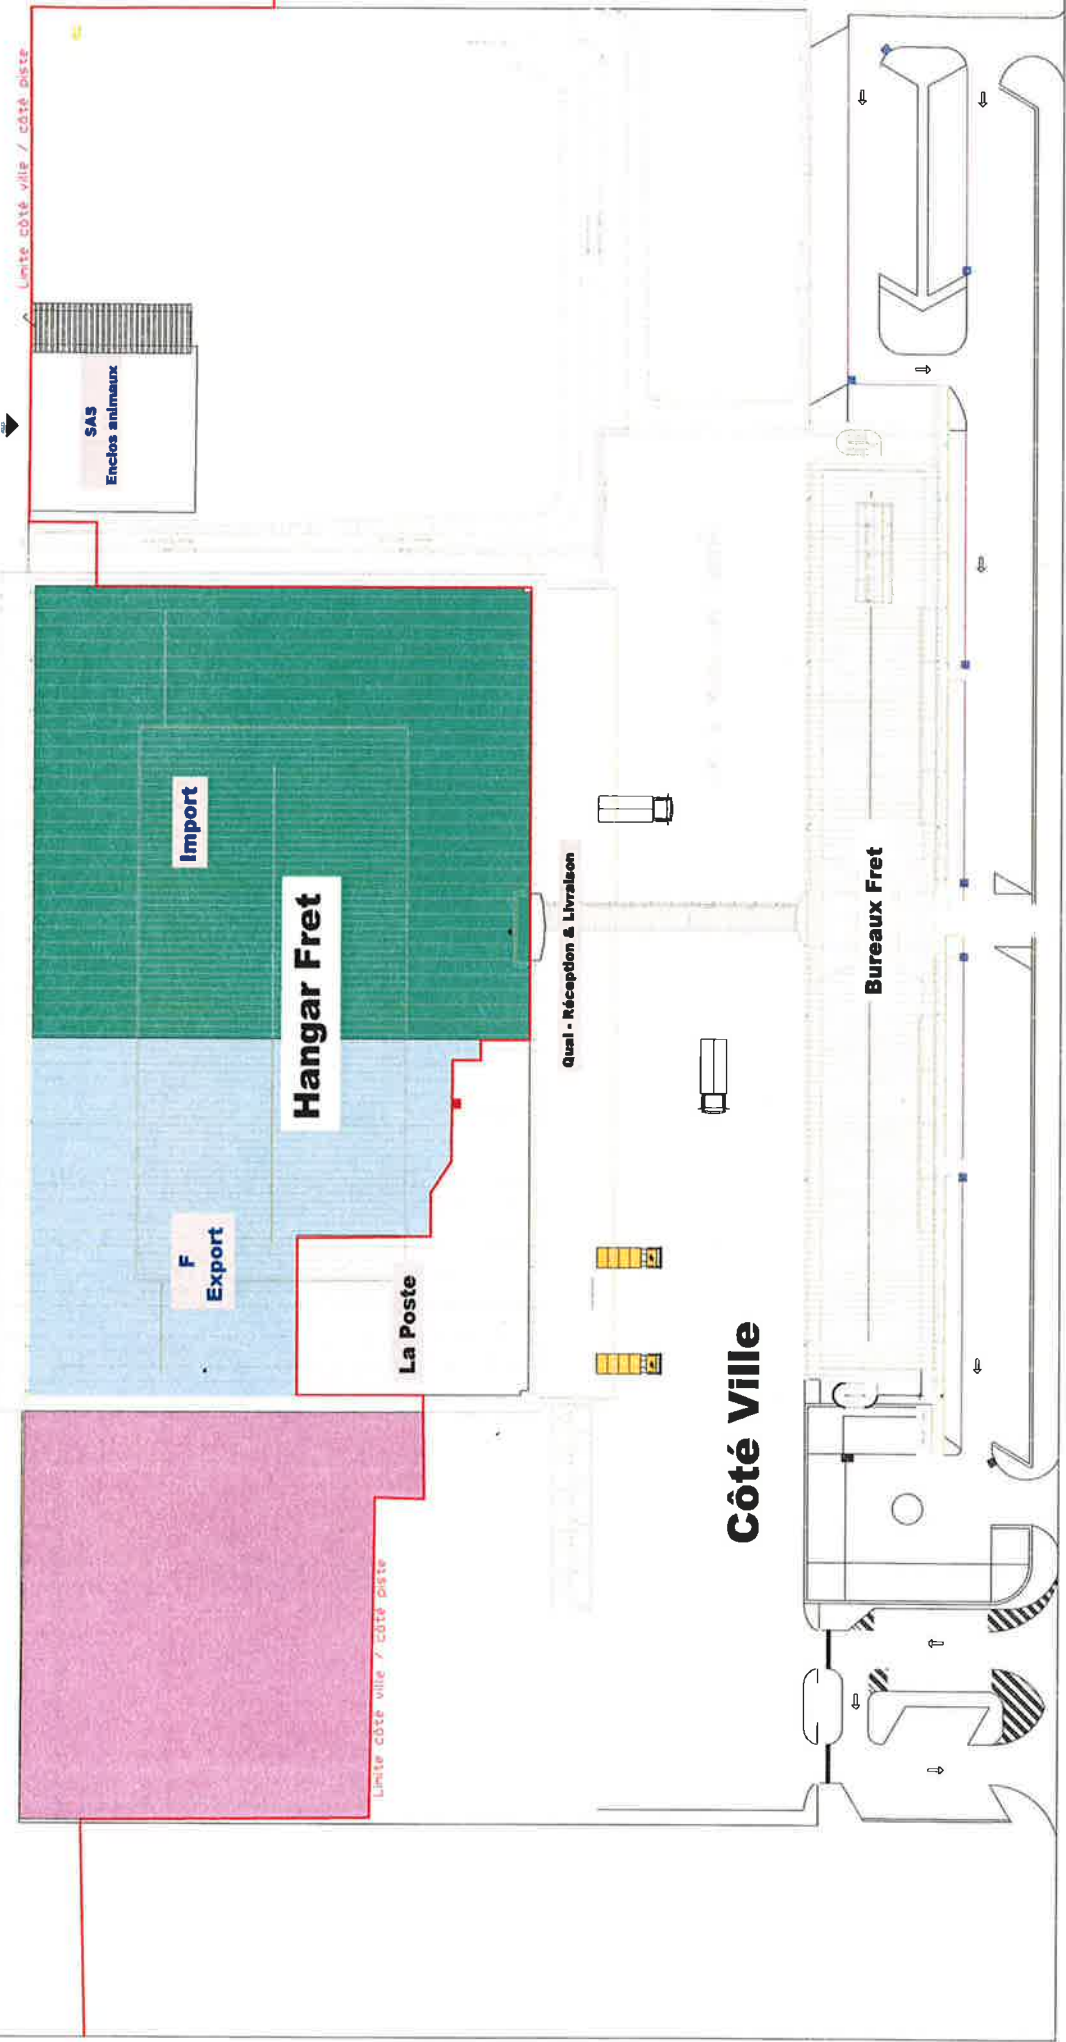 Limite côté ville / côté piste
SAS
Enclos animaux
Import
Hangar Fret
Quai - Réception & Livraison
Bureaux Fret
F
Export
La Poste
Côté Ville
Limite côté ville / côté piste